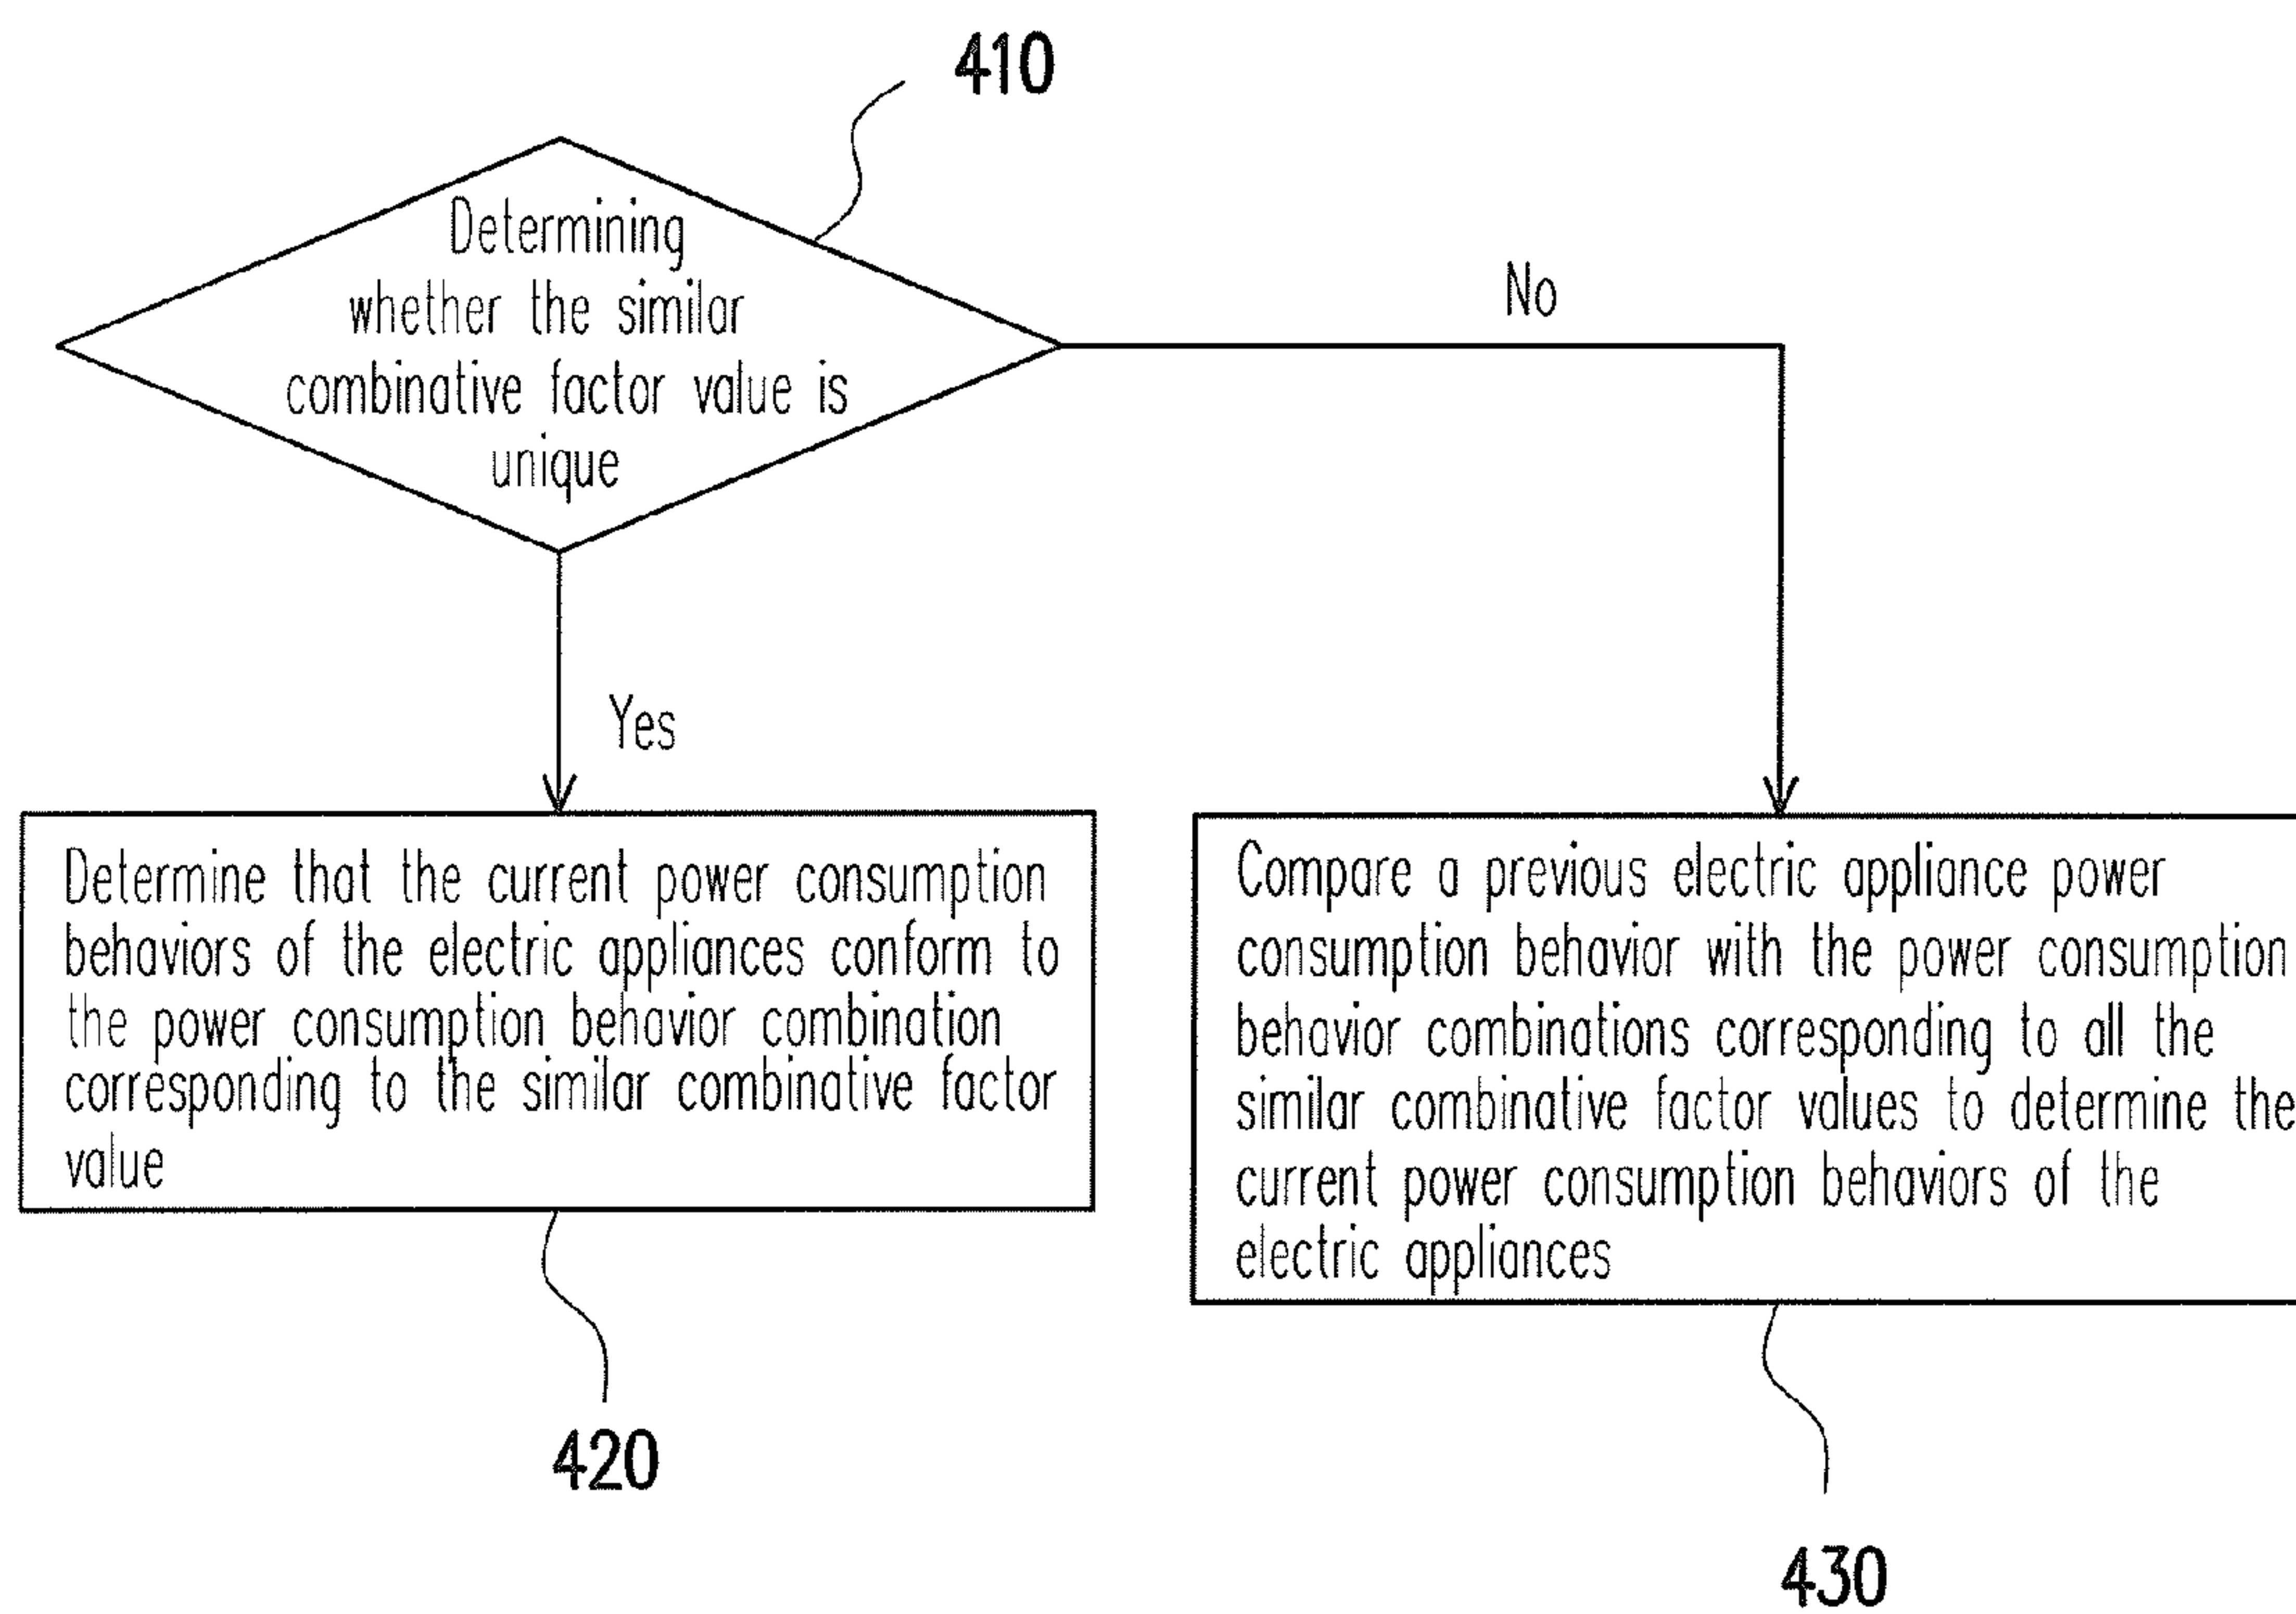 410
Determining
whether the similar
combinative factor value is
unique
No
Yes
Determine that the current power consumption
behaviors of the electric appliances conform to
the power consumption behavior combination
corresponding to the similar combinative factor
value
420
Compare a previous electric appliance power
consumption behavior with the power consumption
behavior combinations corresponding to all the
similar combinative factor values to determine the
current power consumption behaviors of the
electric appliances
430